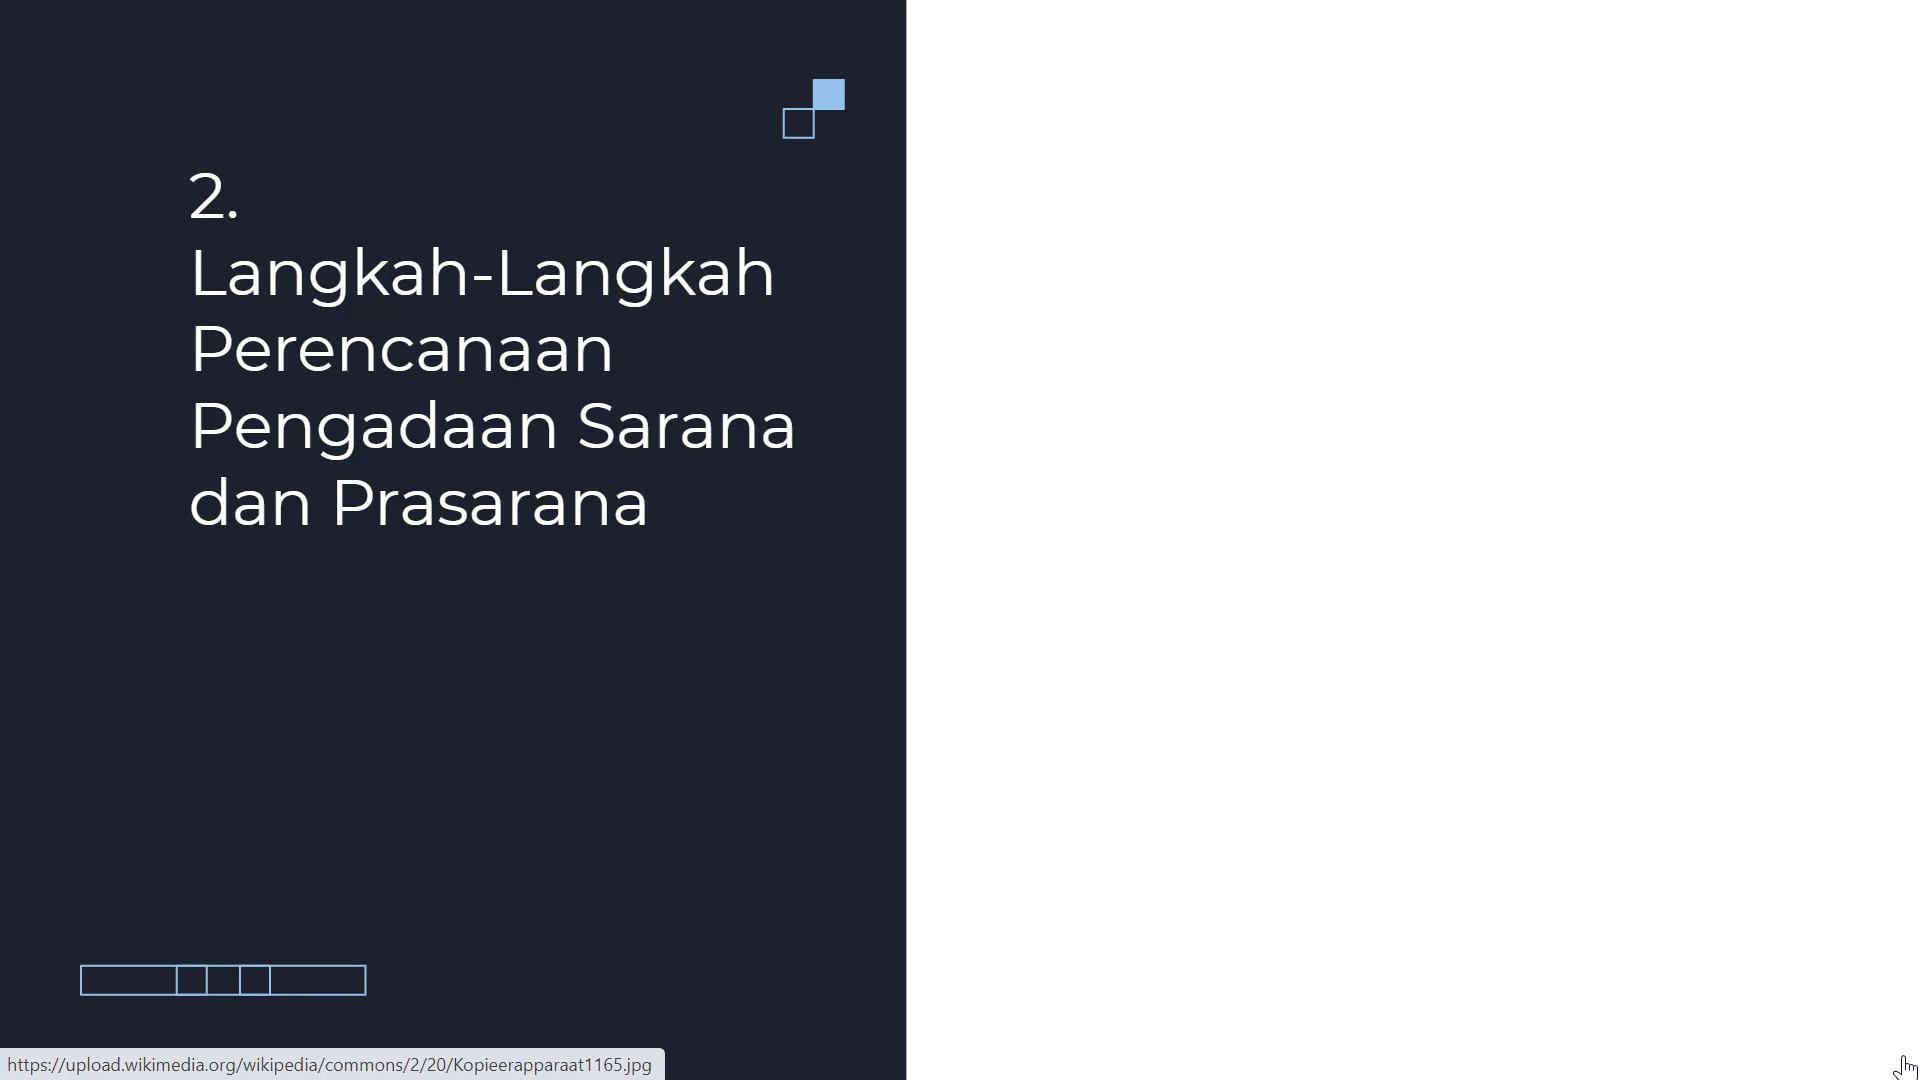 2.
Langkah-Langkah
Perencanaan
Pengadaan Sarana
dan Prasarana
https://upload.wikimedia.org/wikipedia/commons/2/20/Kopieerapparaat1165.jpg